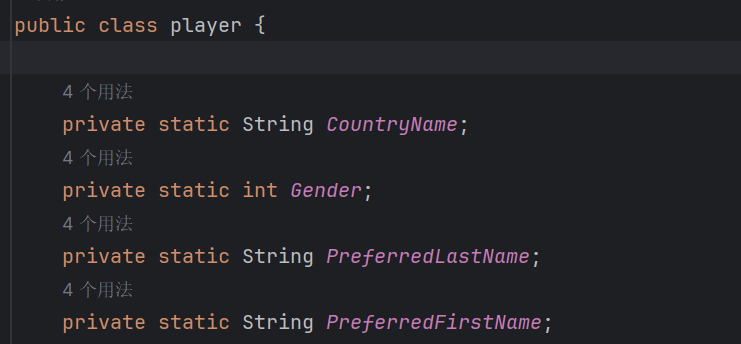 public class player {
4 个用法
private static String CountryName;
4 个用法
private static int Gender;
4 个用法
private static String PreferredLastName;
4 个用法
private static String PreferredFirstName;